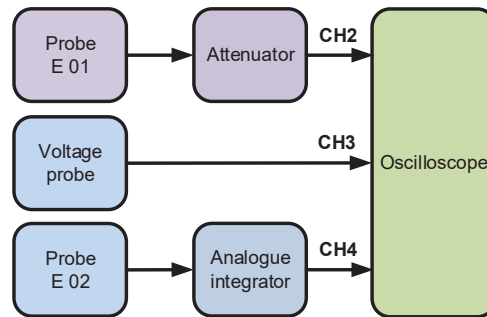 Probe
E 01
Attenuator
CH2
Voltage
probe
CH3
Oscilloscope
Probe
E 02
Analogue
integrator
CH4